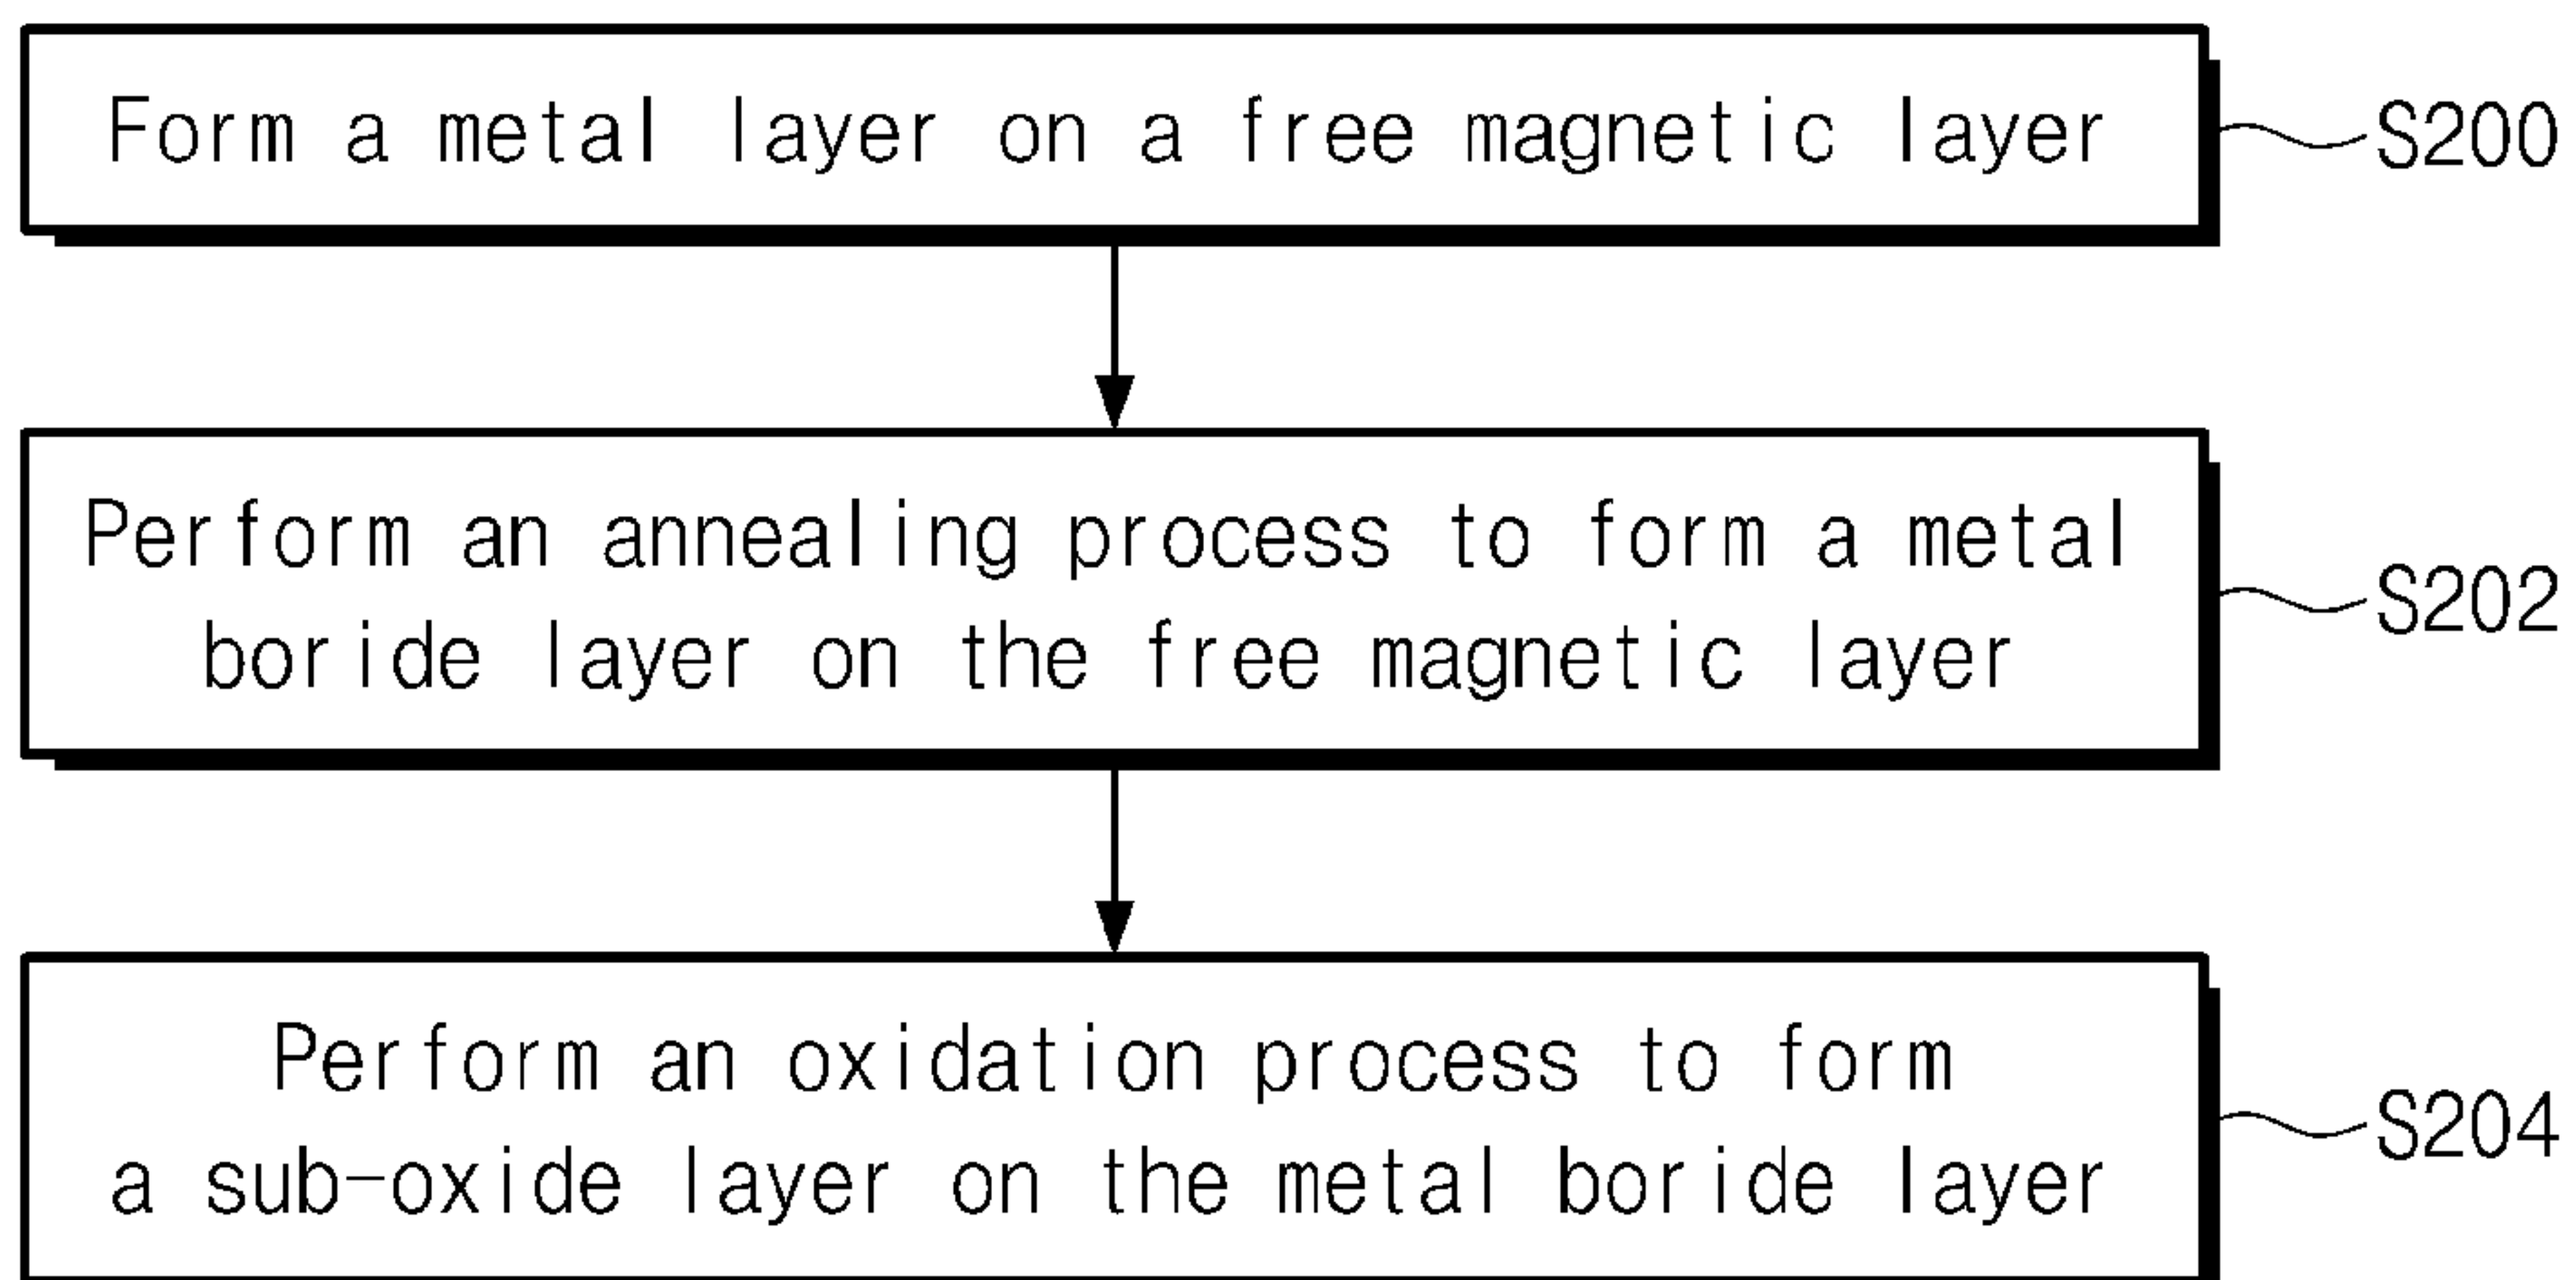 Form a metal layer on a free magnetic layer
S200
Perform an annealing process to form a metal
boride layer on the free magnetic layer
S202
Perform an oxidation process to form
a sub-oxide layer on the metal boride layer
S204